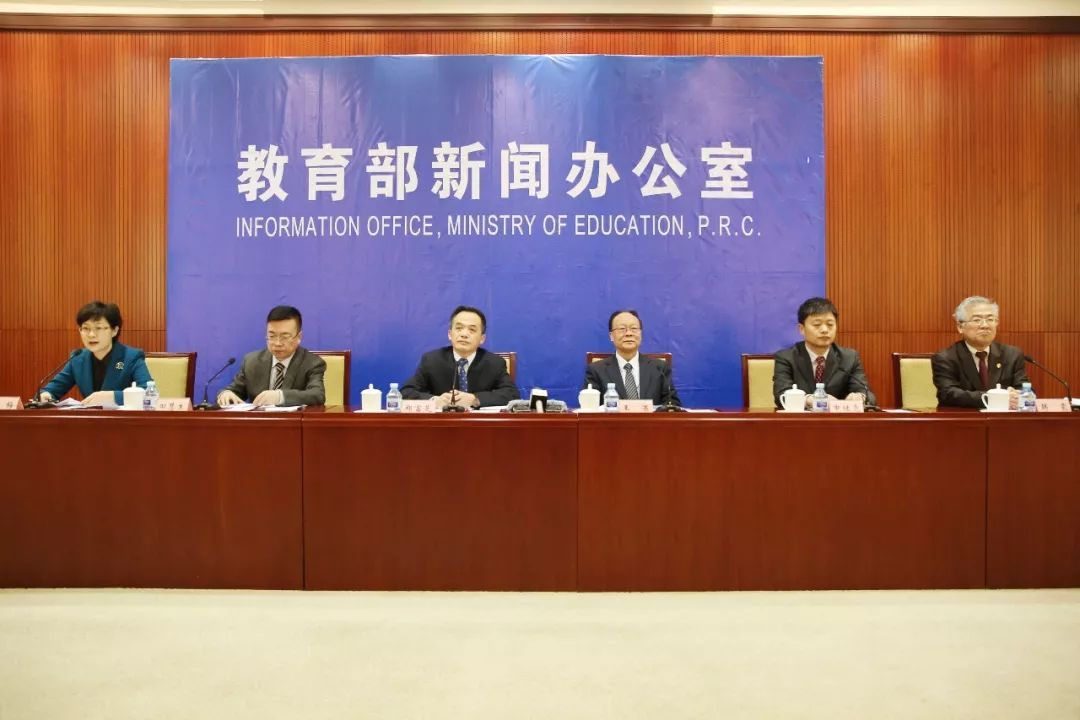 教育部新闻办公室
INFORMATION OFFICE, MINISTRY OF EDUCATION, P.R.C.